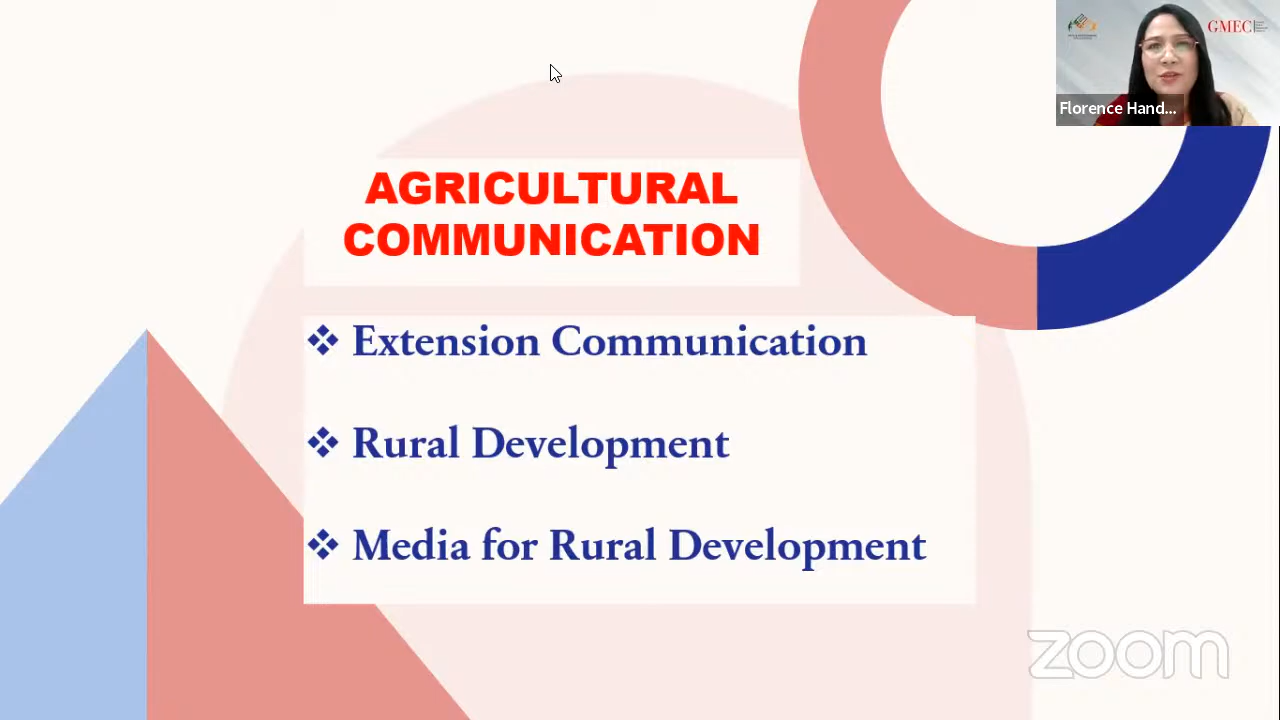 GMEC
Florence Hand...
AGRICULTURAL
COMMUNICATION
❖ Extension Communication
❖ Rural Development
❖ Media for Rural Development
zoom